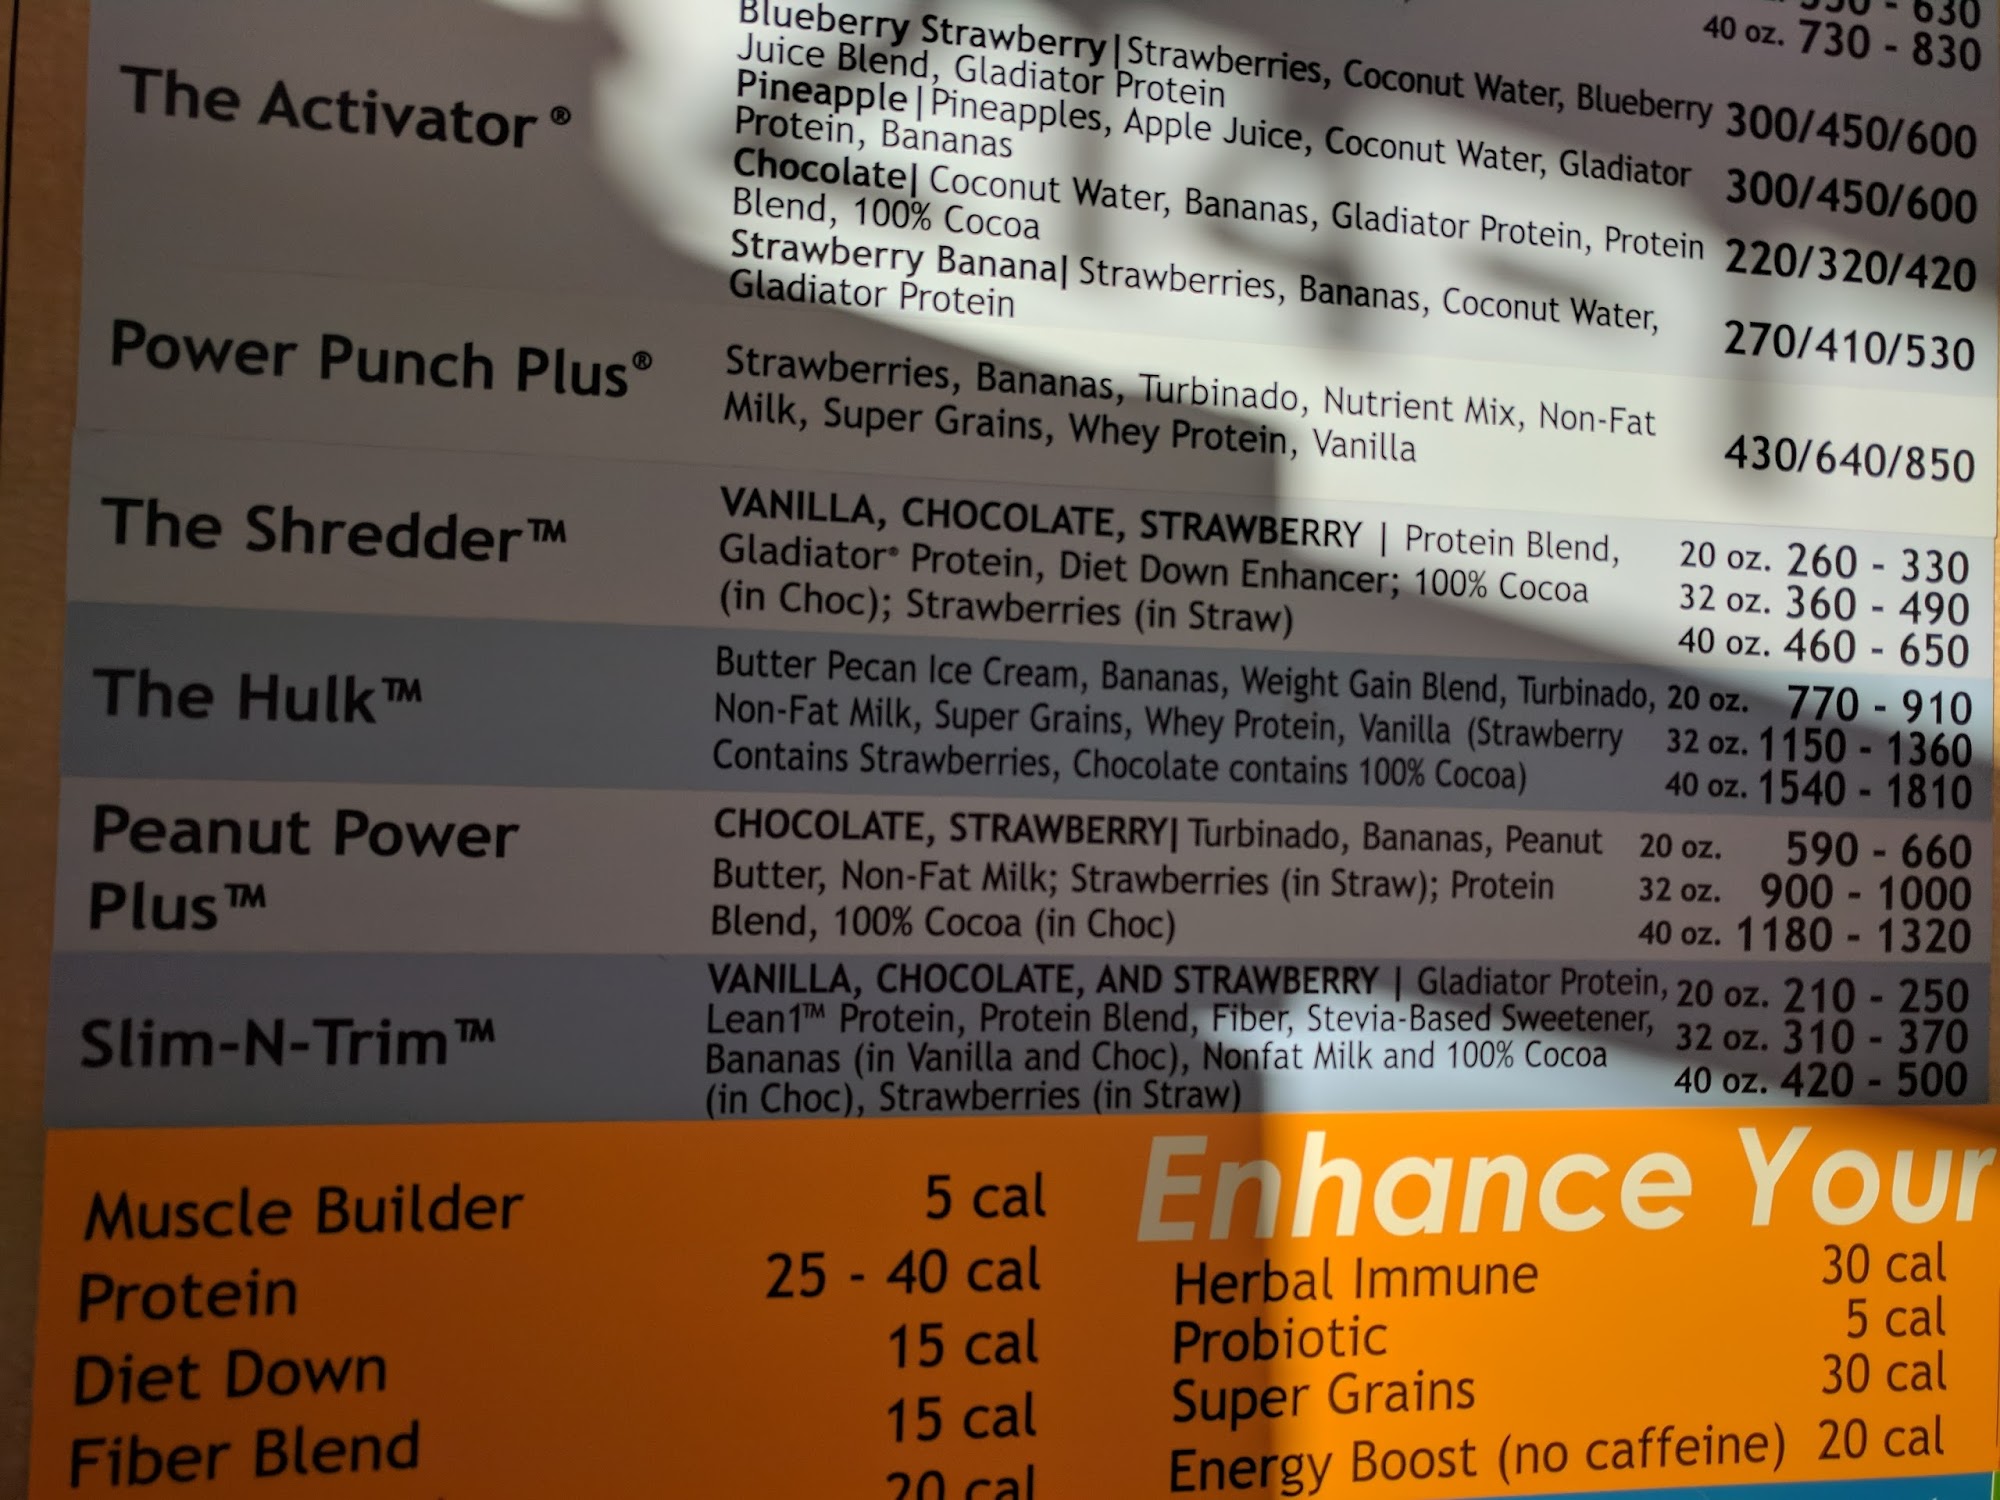 - 630
40 oz. 730 - 830
The Activator ®
Blueberry Strawberry|Strawberries, Coconut Water, Blueberry
Juice Blend, Gladiator Protein
300/450/600
Pineapple|Pineapples, Apple Juice, Coconut Water, Gladiator
Protein, Bananas
300/450/600
Chocolate| Coconut Water, Bananas, Gladiator Protein, Protein
Blend, 100% Cocoa
220/320/420
Strawberry Banana| Strawberries, Bananas, Coconut Water,
Gladiator Protein
270/410/530
Power Punch Plus®
Strawberries, Bananas, Turbinado, Nutrient Mix, Non-Fat
Milk, Super Grains, Whey Protein, Vanilla
430/640/850
The Shredder™
VANILLA, CHOCOLATE, STRAWBERRY | Protein Blend,
Gladiator® Protein, Diet Down Enhancer; 100% Cocoa
(in Choc); Strawberries (in Straw)
20 oz. 260 - 330
32 oz. 360 - 490
40 oz. 460 - 650
The Hulk™
Butter Pecan Ice Cream, Bananas, Weight Gain Blend, Turbinado,
Non-Fat Milk, Super Grains, Whey Protein, Vanilla (Strawberry
Contains Strawberries, Chocolate contains 100% Cocoa)
20 oz. 770 - 910
32 oz. 1150 - 1360
40 oz. 1540 - 1810
Peanut Power
Plus™
CHOCOLATE, STRAWBERRY| Turbinado, Bananas, Peanut
Butter, Non-Fat Milk; Strawberries (in Straw); Protein
Blend, 100% Cocoa (in Choc)
20 oz. 590 - 660
32 oz. 900 - 1000
40 oz. 1180 - 1320
Slim-N-Trim™
VANILLA, CHOCOLATE, AND STRAWBERRY | Gladiator Protein,
Lean1™ Protein, Protein Blend, Fiber, Stevia-Based Sweetener,
Bananas (in Vanilla and Choc), Nonfat Milk and 100% Cocoa
(in Choc), Strawberries (in Straw)
20 oz. 210 - 250
32 oz. 310 - 370
40 oz. 420 - 500
Enhance Your
Muscle Builder 5 cal
Protein 25 - 40 cal
Diet Down 15 cal
Fiber Blend 15 cal
20 cal
Herbal Immune 30 cal
Probiotic 5 cal
Super Grains 30 cal
Energy Boost (no caffeine) 20 cal